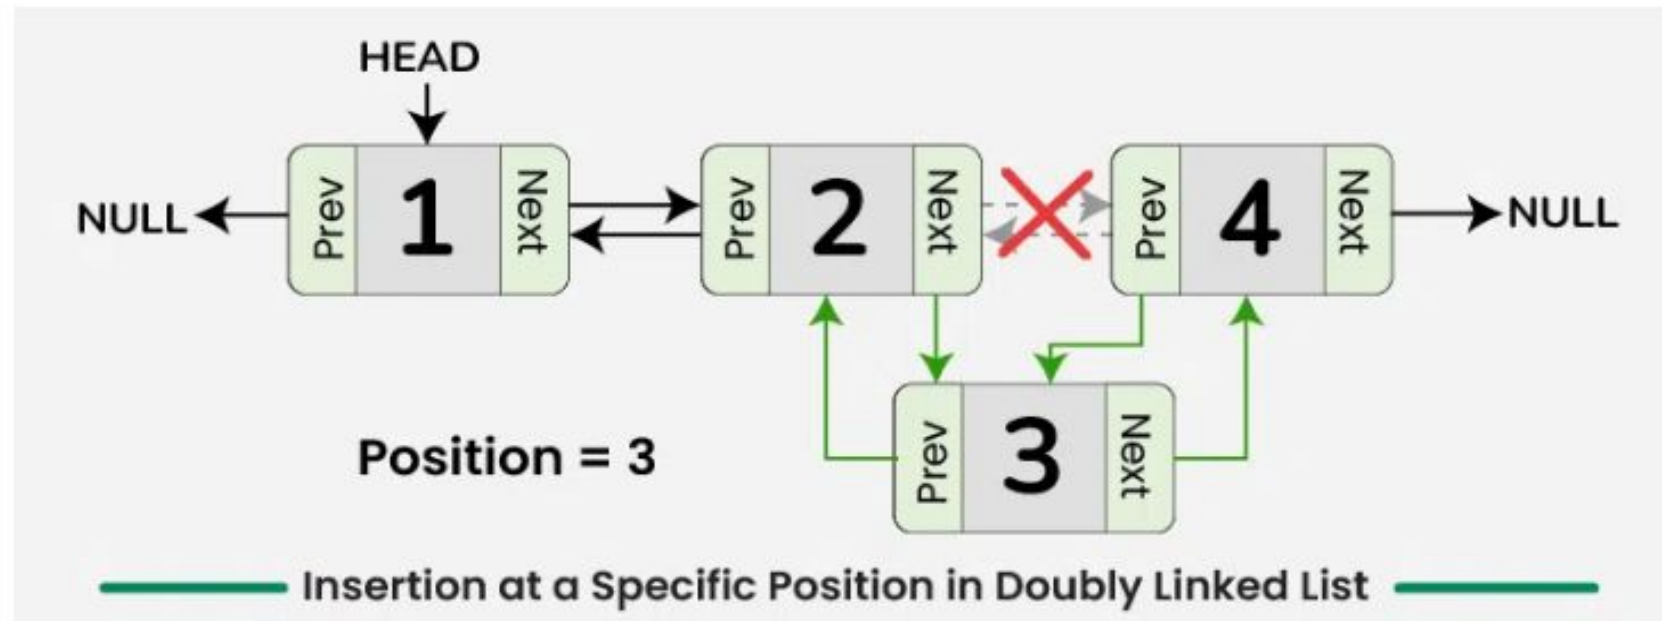 HEAD
NULL
Prev
1
Next
Prev
2
Next
Prev
4
Next
NULL
Position = 3
Prev
3
Next
Insertion at a Specific Position in Doubly Linked List